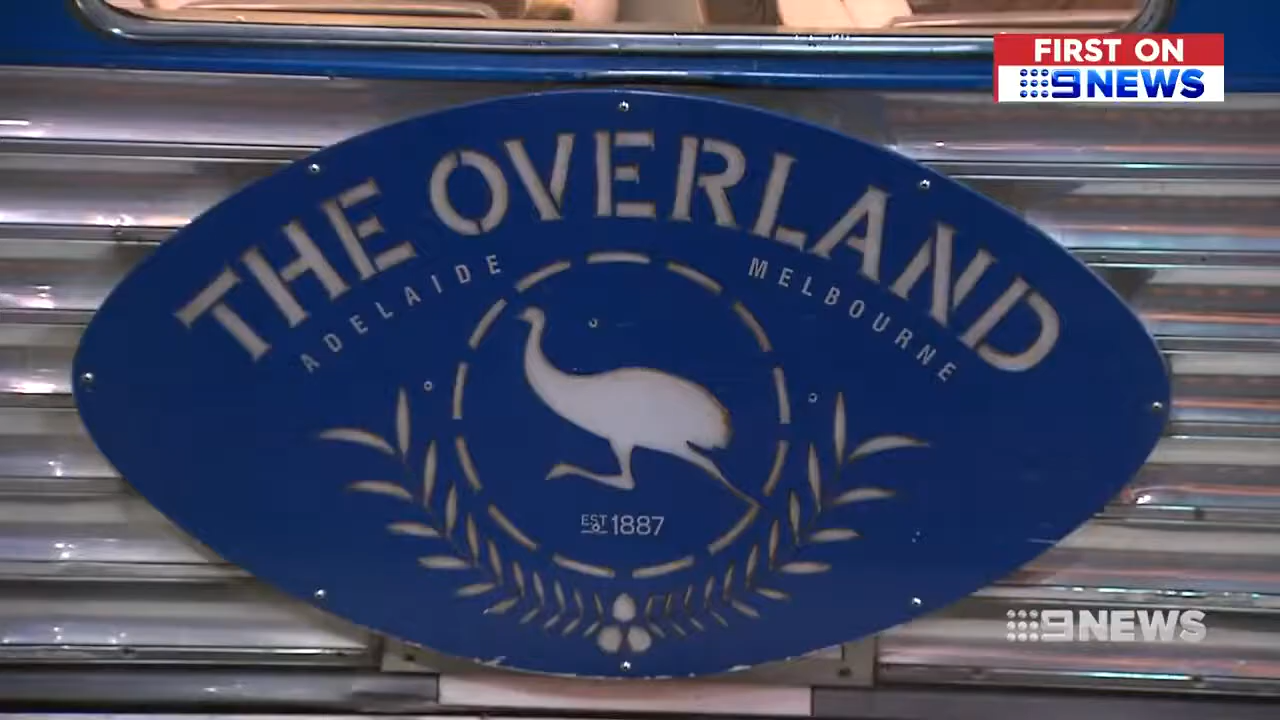 FIRST ON
9NEWS
THE OVERLAND
ADELAIDE MELBOURNE
EST 1887
9NEWS